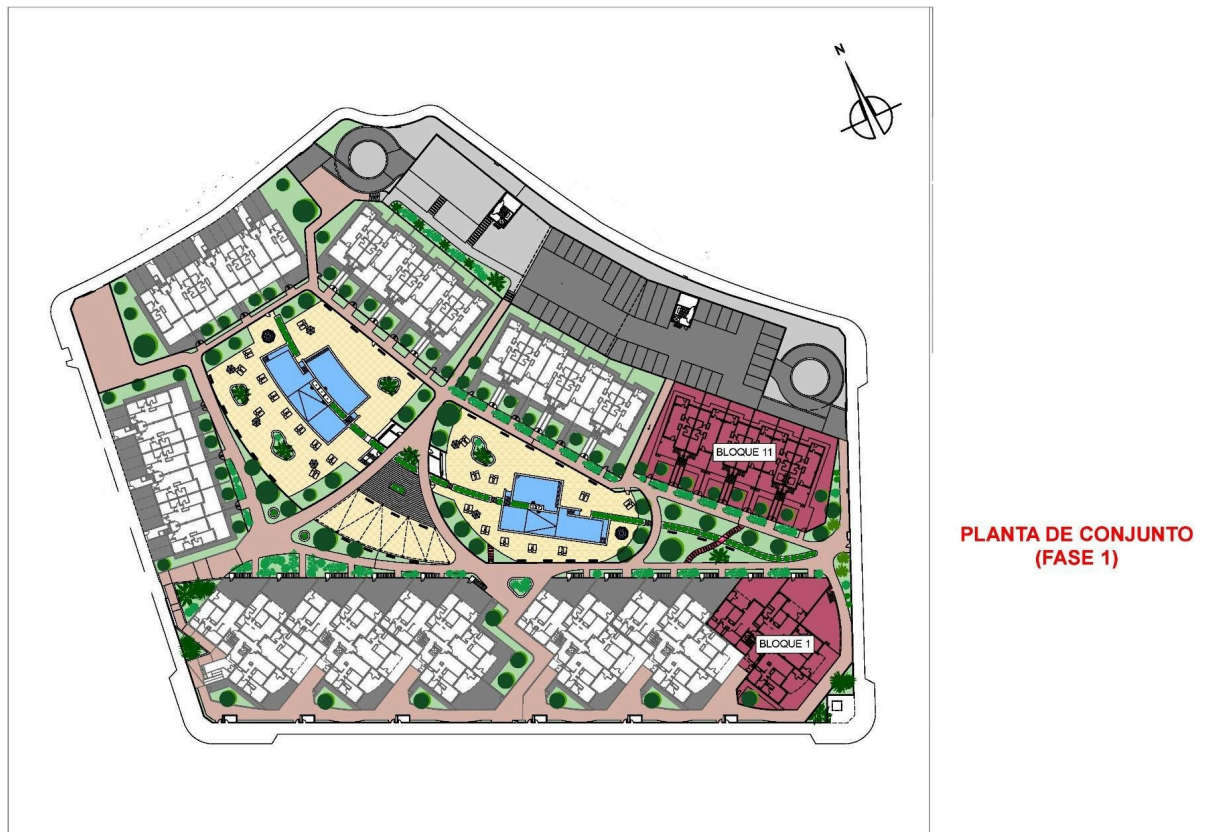 N
BLOQUE 11
PLANTA DE CONJUNTO
(FASE 1)
BLOQUE 1